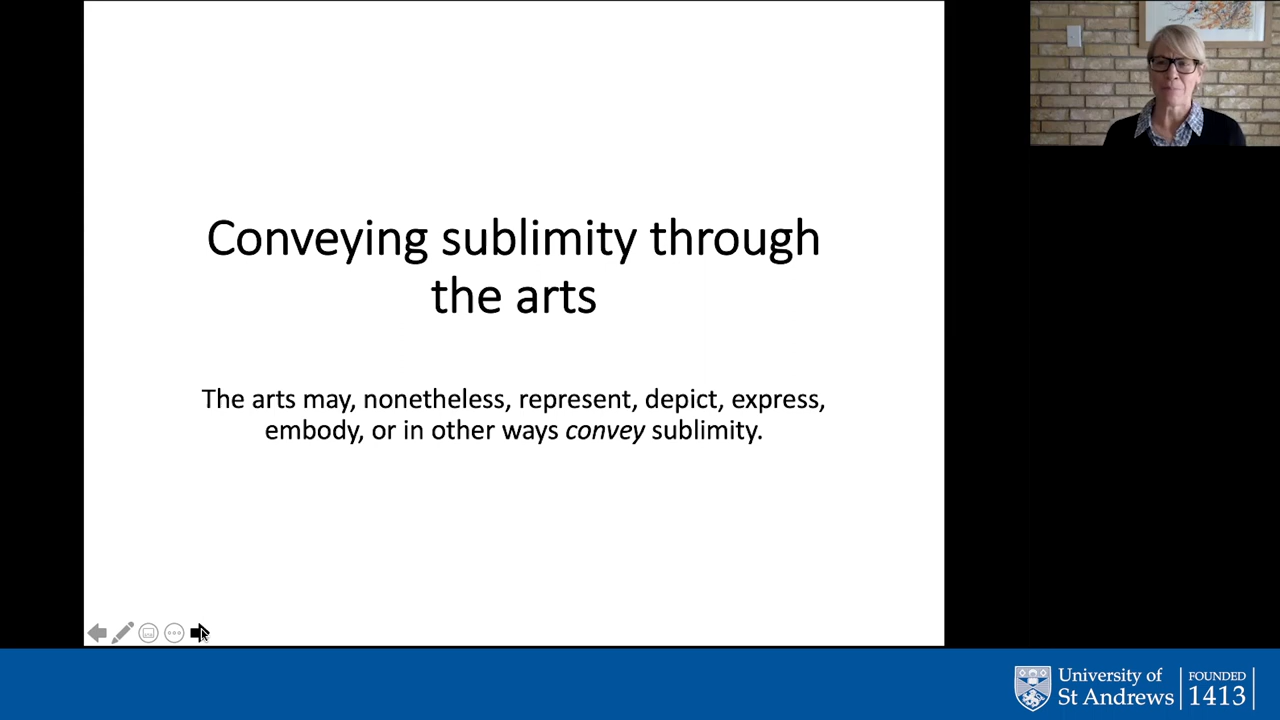 Conveying sublimity through
the arts
The arts may, nonetheless, represent, depict, express,
embody, or in other ways convey sublimity.
University of
St Andrews
FOUNDED
1413